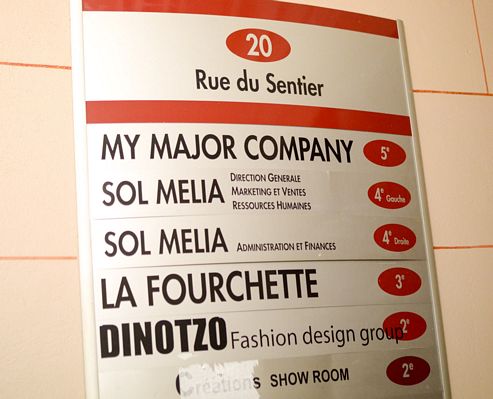 20
Rue du Sentier
MY MAJOR COMPANY 5e
SOL MELIA Direction Generale
Marketing et Ventes
Ressources Humaines 4e Gauche
SOL MELIA Administration et Finances 4e Droite
LA FOURCHETTE 3e
DINOTZO Fashion design group 2e
Creations SHOW ROOM 2e